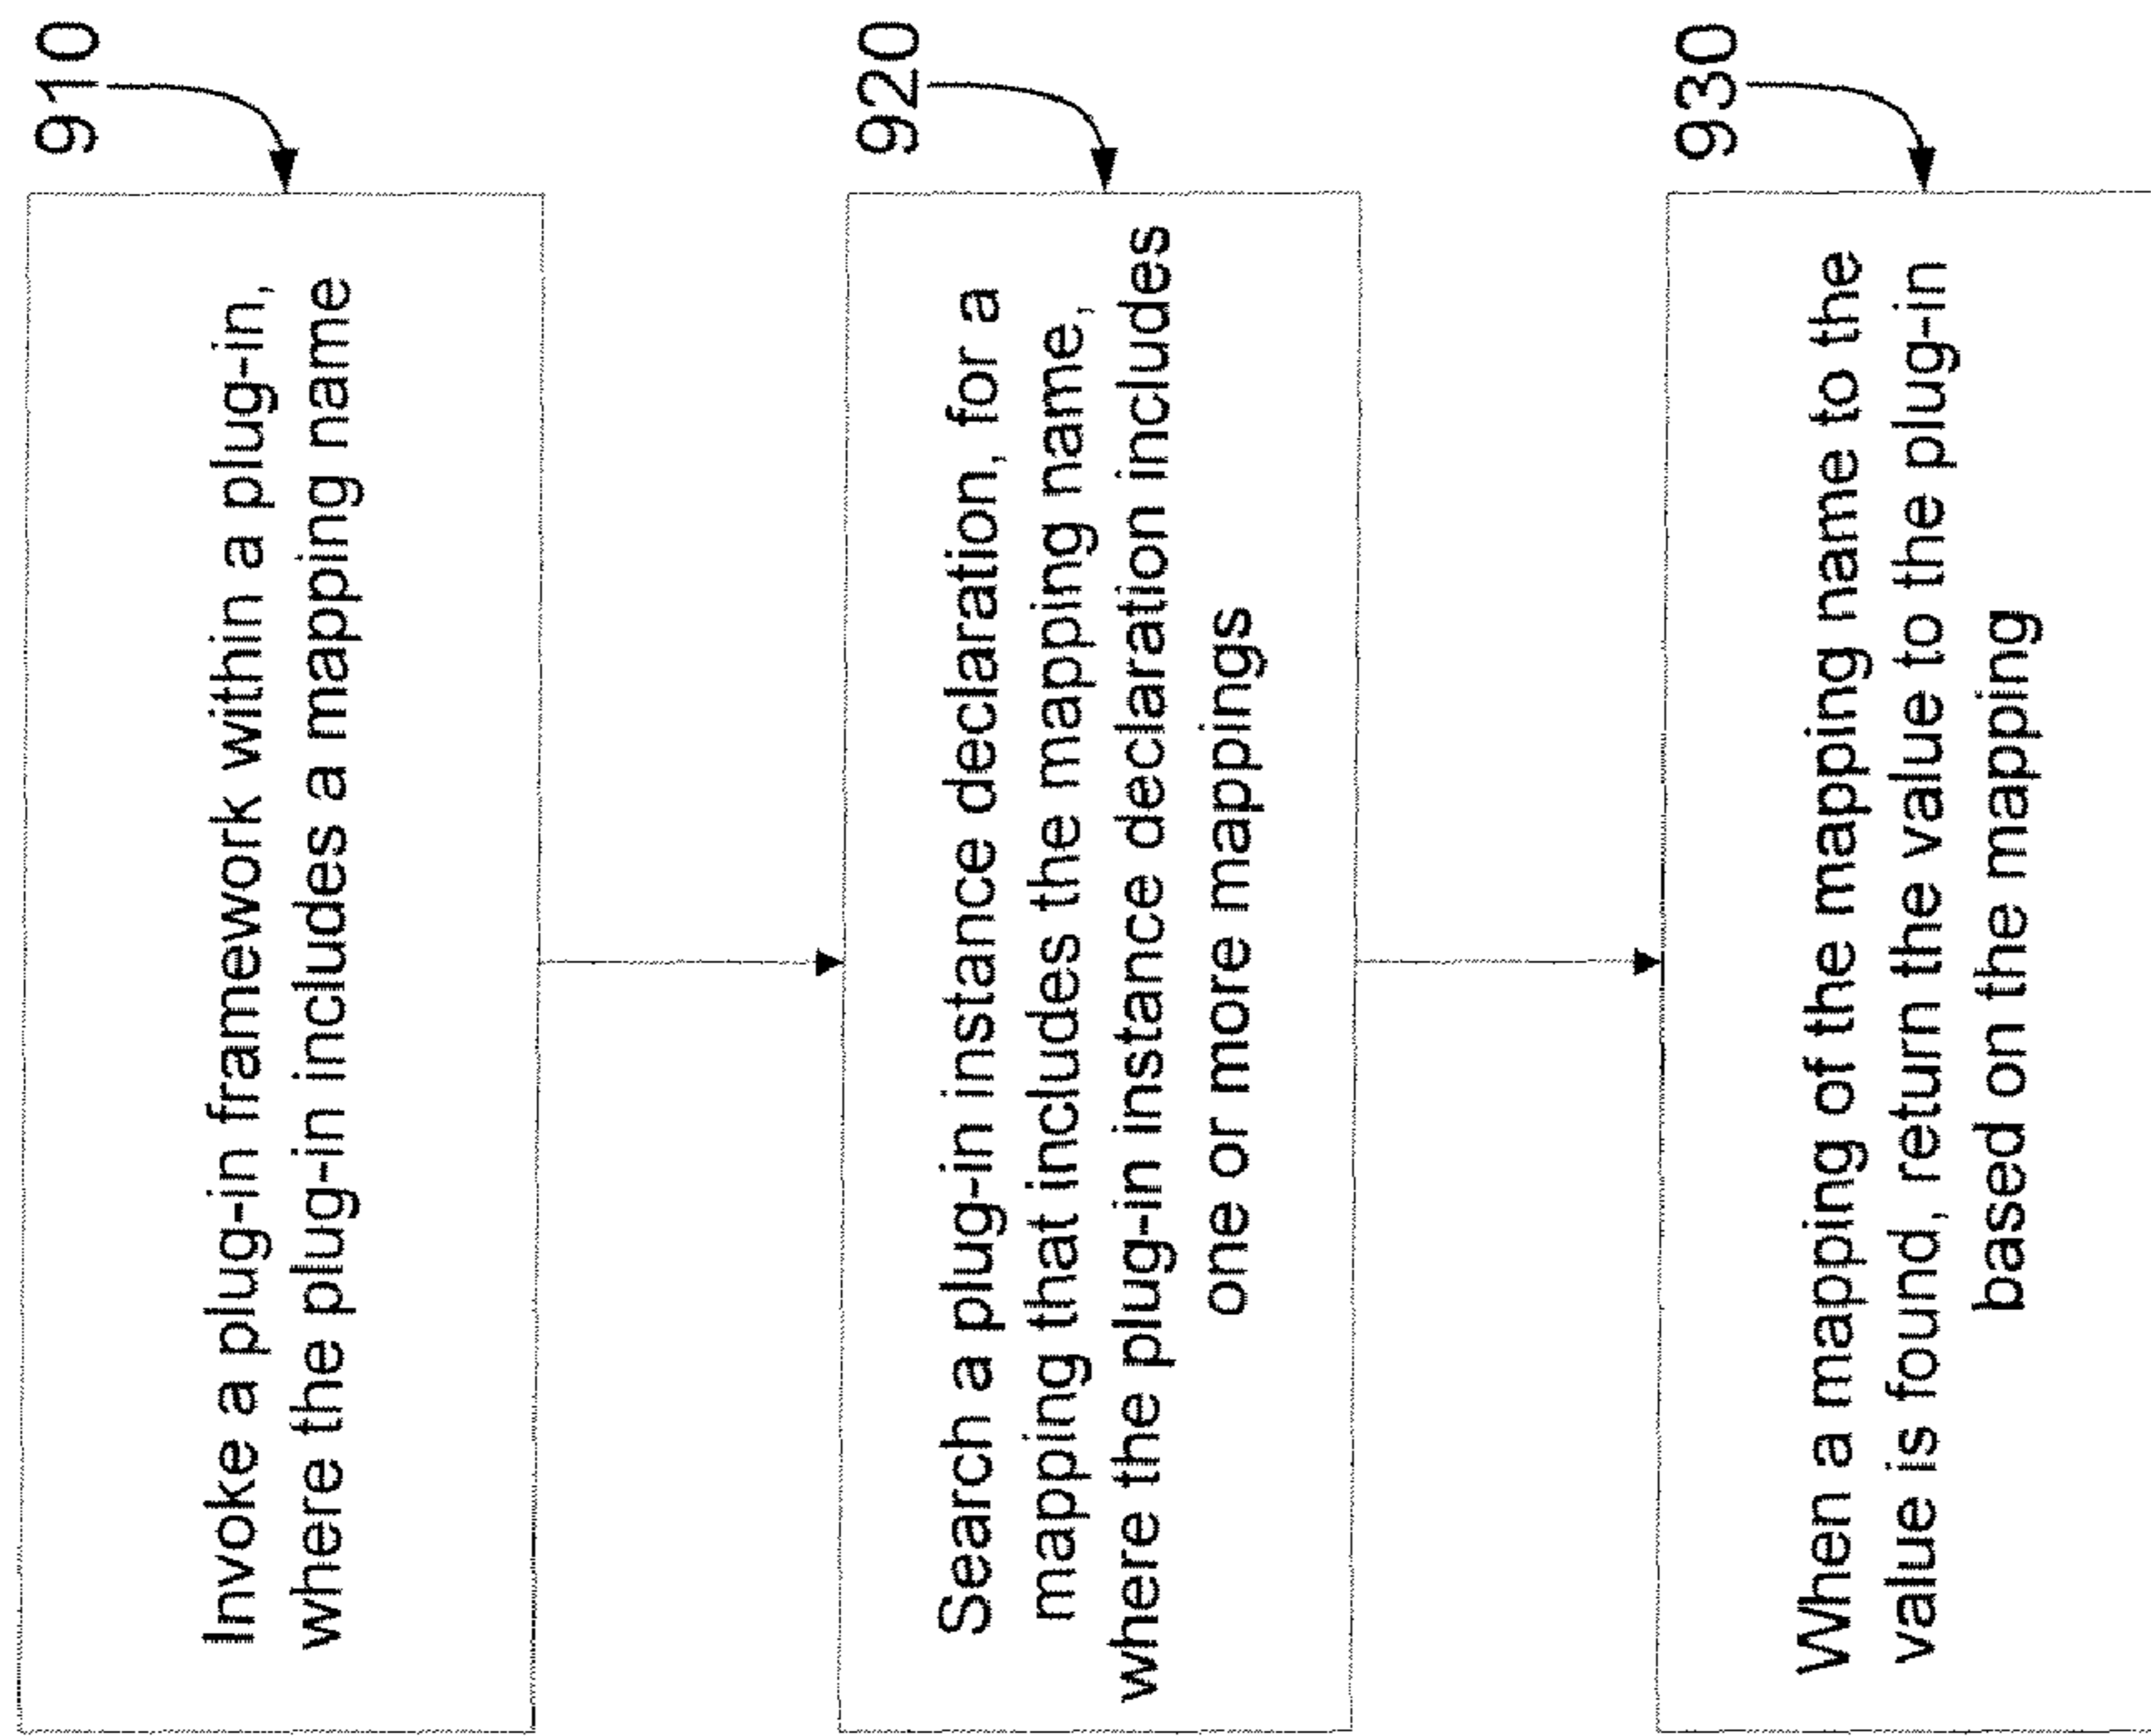 910
Invoke a plug-in framework within a plug-in,
where the plug-in includes a mapping name
920
Search a plug-in instance declaration, for a
mapping that includes the mapping name,
where the plug-in instance declaration includes
one or more mappings
930
When a mapping of the mapping name to the
value is found, return the value to the plug-in
based on the mapping